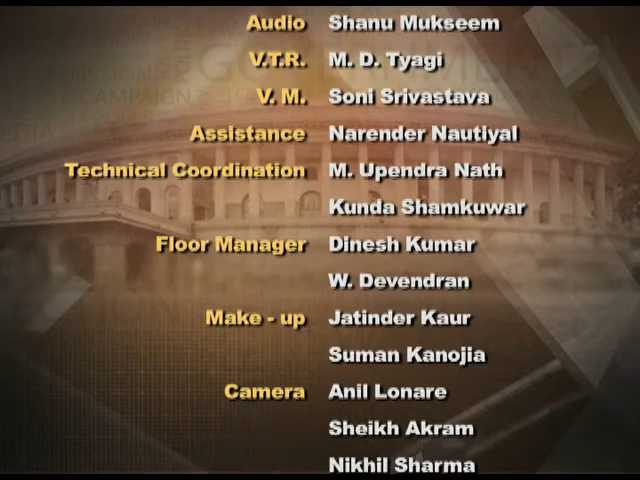 Audio Shanu Mukseem
V.T.R. M. D. Tyagi
V. M. Soni Srivastava
Assistance Narender Nautiyal
Technical Coordination M. Upendra Nath
Kunda Shamkuwar
Floor Manager Dinesh Kumar
W. Devendran
Make - up Jatinder Kaur
Suman Kanojia
Camera Anil Lonare
Sheikh Akram
Nikhil Sharma
CAMPAIGN